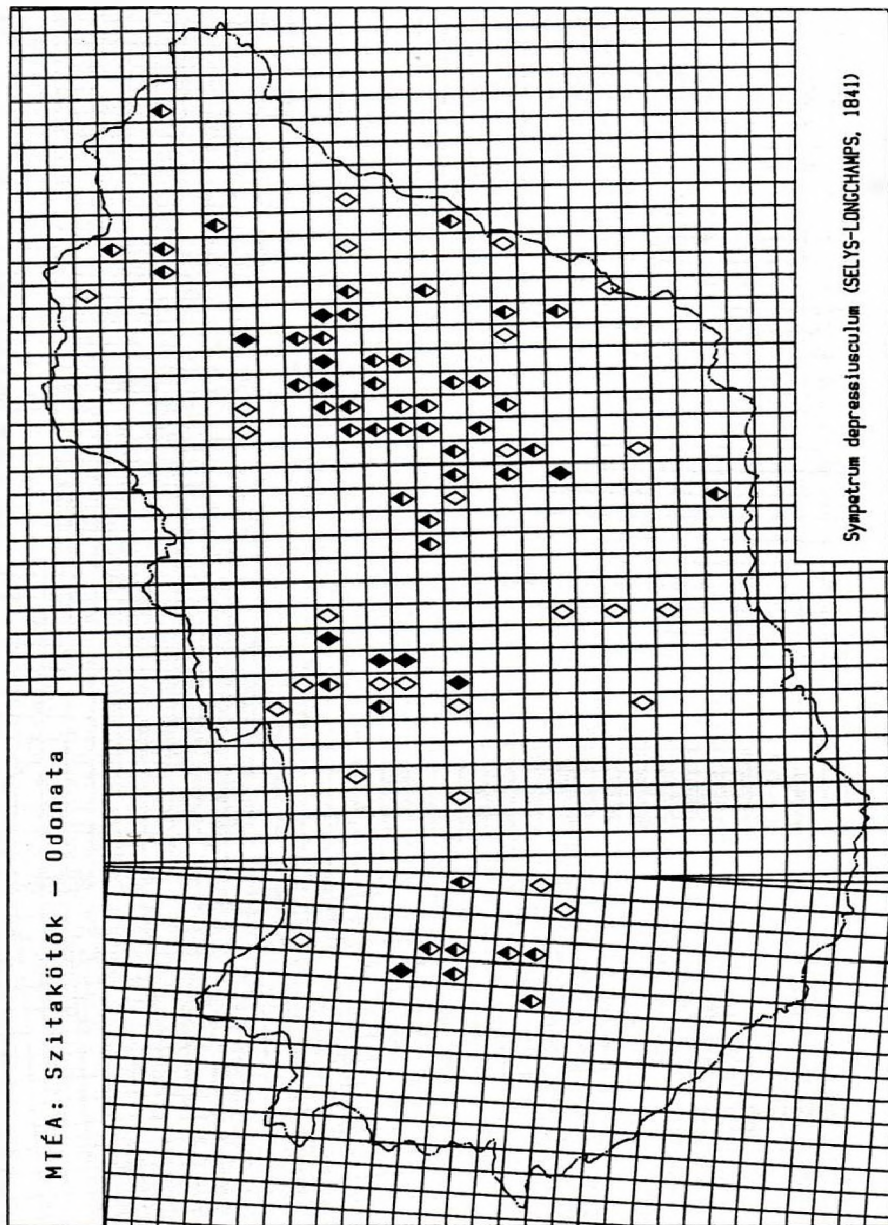 MTÉA: Szitakötők — Odonata
Sympetrum depressiusculum (SELYS-LONGCHAMPS, 1841)